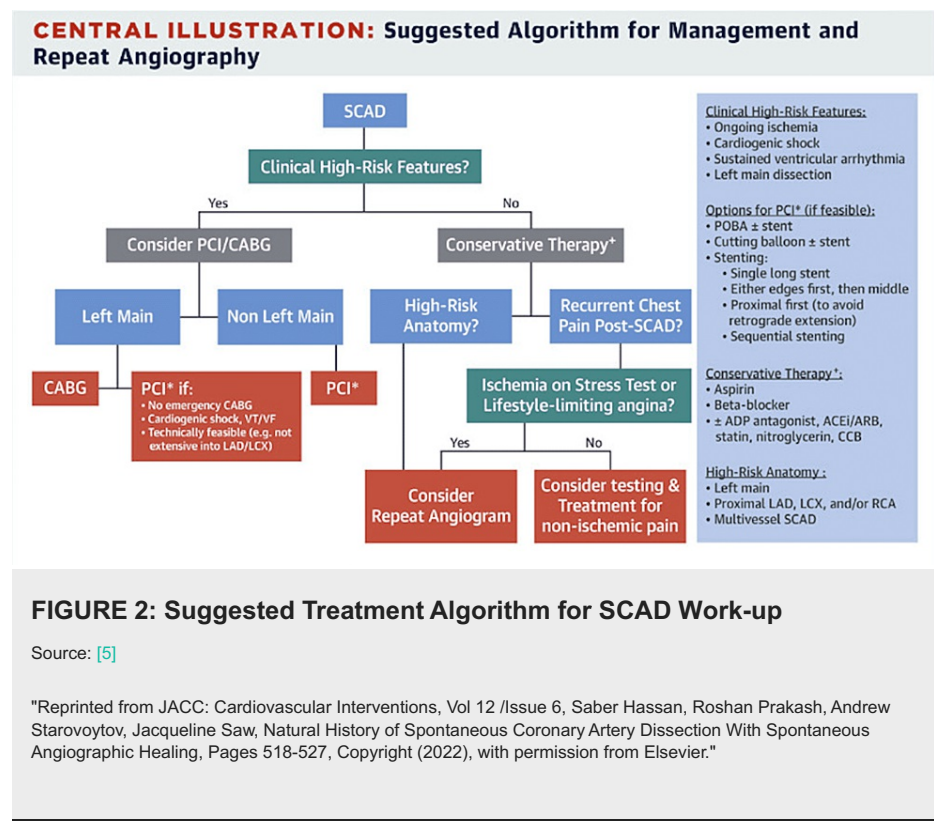 CENTRAL ILLUSTRATION: Suggested Algorithm for Management and
Repeat Angiography
SCAD
Clinical High-Risk Features?
Yes
No
Consider PCI/CABG
Conservative Therapy+
Left Main
Non Left Main
High-Risk
Anatomy?
Recurrent Chest
Pain Post-SCAD?
CABG
PCI* if:
• No emergency CABG
• Cardiogenic shock, VT/VF
• Technically feasible (e.g. not
extensive into LAD/LCX)
PCI*
Ischemia on Stress Test or
Lifestyle-limiting angina?
Yes
No
Consider
Repeat Angiogram
Consider testing &
Treatment for
non-ischemic pain
Clinical High-Risk Features:
• Ongoing ischemia
• Cardiogenic shock
• Sustained ventricular arrhythmia
• Left main dissection
Options for PCI* (if feasible):
• POBA ± stent
• Cutting balloon ± stent
• Stenting:
• Single long stent
• Either edges first, then middle
• Proximal first (to avoid
retrograde extension)
• Sequential stenting
Conservative Therapy+:
• Aspirin
• Beta-blocker
• ± ADP antagonist, ACEi/ARB,
statin, nitroglycerin, CCB
High-Risk Anatomy :
• Left main
• Proximal LAD, LCX, and/or RCA
• Multivessel SCAD
FIGURE 2: Suggested Treatment Algorithm for SCAD Work-up
Source: [5]
"Reprinted from JACC: Cardiovascular Interventions, Vol 12 /Issue 6, Saber Hassan, Roshan Prakash, Andrew
Starovoytov, Jacqueline Saw, Natural History of Spontaneous Coronary Artery Dissection With Spontaneous
Angiographic Healing, Pages 518-527, Copyright (2022), with permission from Elsevier."